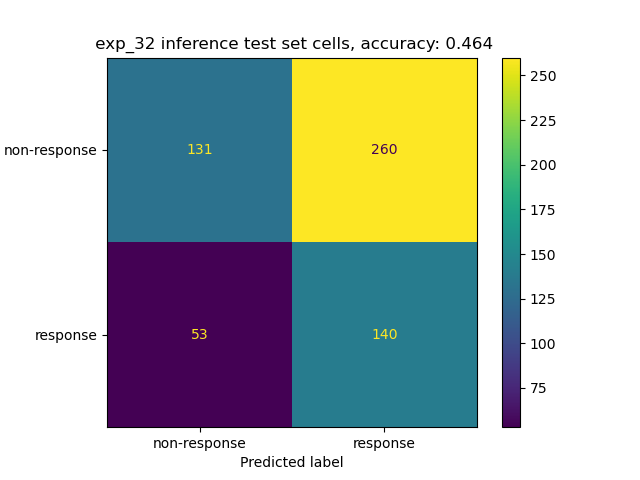 exp_32 inference test set cells, accuracy: 0.464
non-response
131
260
response
53
140
non-response
response
Predicted label
250
225
200
175
150
125
100
75